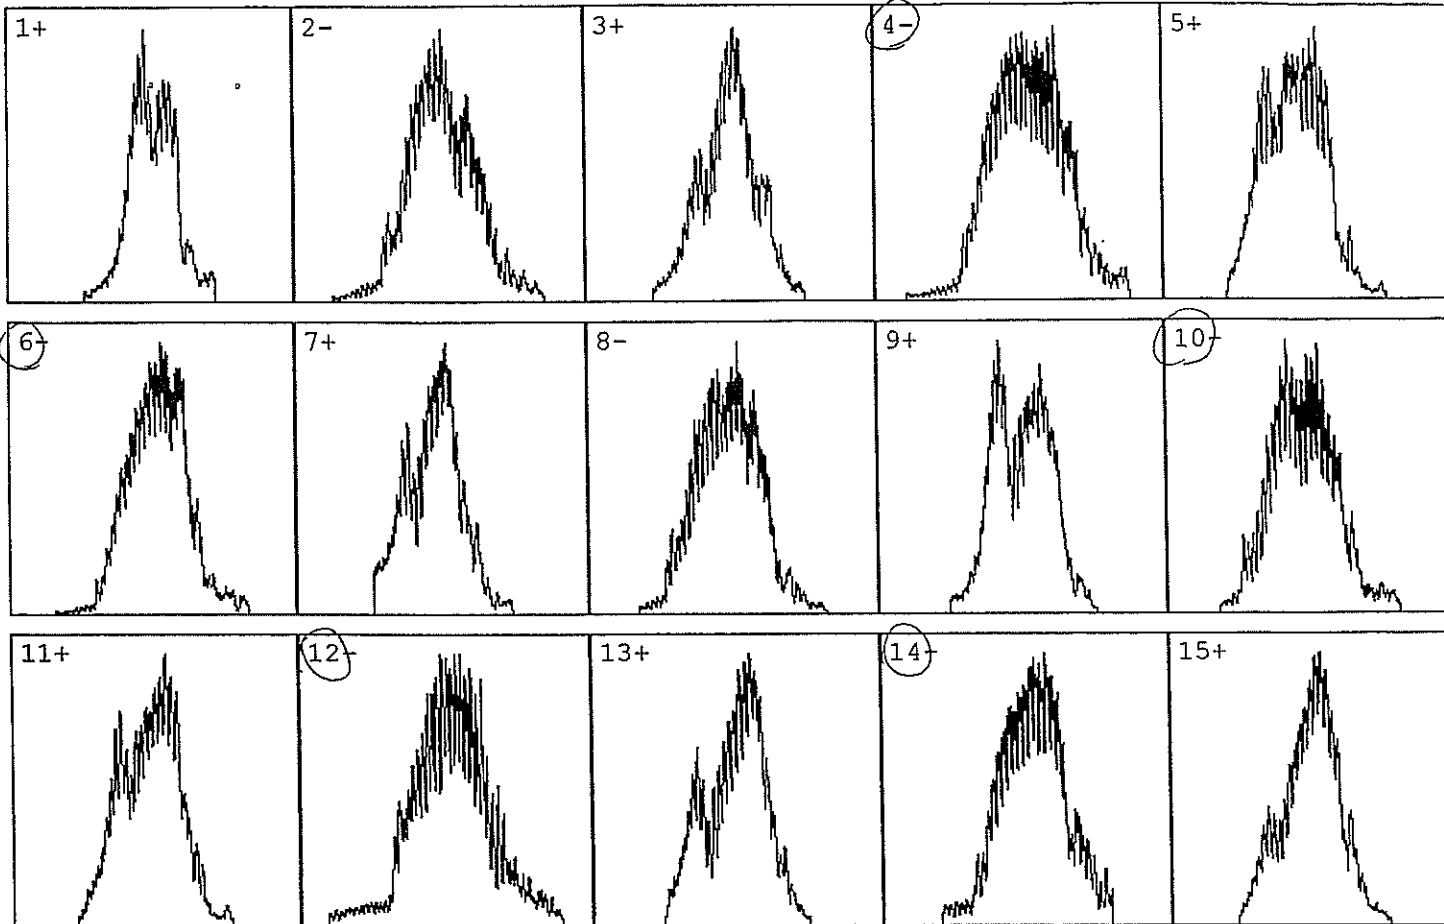 1+ 2- 3+ 4- 5+
6- 7+ 8- 9+ 10-
11+ 12- 13+ 14- 15+